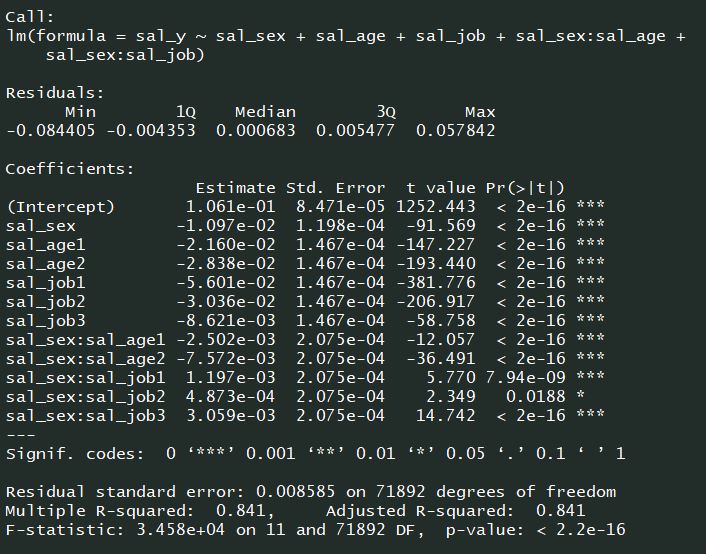 Call:
lm(formula = sal_y ~ sal_sex + sal_age + sal_job + sal_sex:sal_age +
    sal_sex:sal_job)

Residuals:
      Min        1Q    Median        3Q       Max
-0.084405 -0.004353  0.000683  0.005477  0.057842

Coefficients:
                  Estimate Std. Error  t value Pr(>|t|)
(Intercept)      1.061e-01  8.471e-05 1252.443  < 2e-16 ***
sal_sex         -1.097e-02  1.198e-04  -91.569  < 2e-16 ***
sal_age1        -2.160e-02  1.467e-04 -147.227  < 2e-16 ***
sal_age2        -2.838e-02  1.467e-04 -193.440  < 2e-16 ***
sal_job1        -5.601e-02  1.467e-04 -381.776  < 2e-16 ***
sal_job2        -3.036e-02  1.467e-04 -206.917  < 2e-16 ***
sal_job3        -8.621e-03  1.467e-04  -58.758  < 2e-16 ***
sal_sex:sal_age1 -2.502e-03  2.075e-04  -12.057  < 2e-16 ***
sal_sex:sal_age2 -7.572e-03  2.075e-04  -36.491  < 2e-16 ***
sal_sex:sal_job1  1.197e-03  2.075e-04    5.770 7.94e-09 ***
sal_sex:sal_job2  4.873e-04  2.075e-04    2.349   0.0188 *
sal_sex:sal_job3  3.059e-03  2.075e-04   14.742  < 2e-16 ***
---
Signif. codes:  0 ‘***’ 0.001 ‘**’ 0.01 ‘*’ 0.05 ‘.’ 0.1 ‘ ’ 1

Residual standard error: 0.008585 on 71892 degrees of freedom
Multiple R-squared:  0.841,     Adjusted R-squared:  0.841
F-statistic: 3.458e+04 on 11 and 71892 DF,  p-value: < 2.2e-16